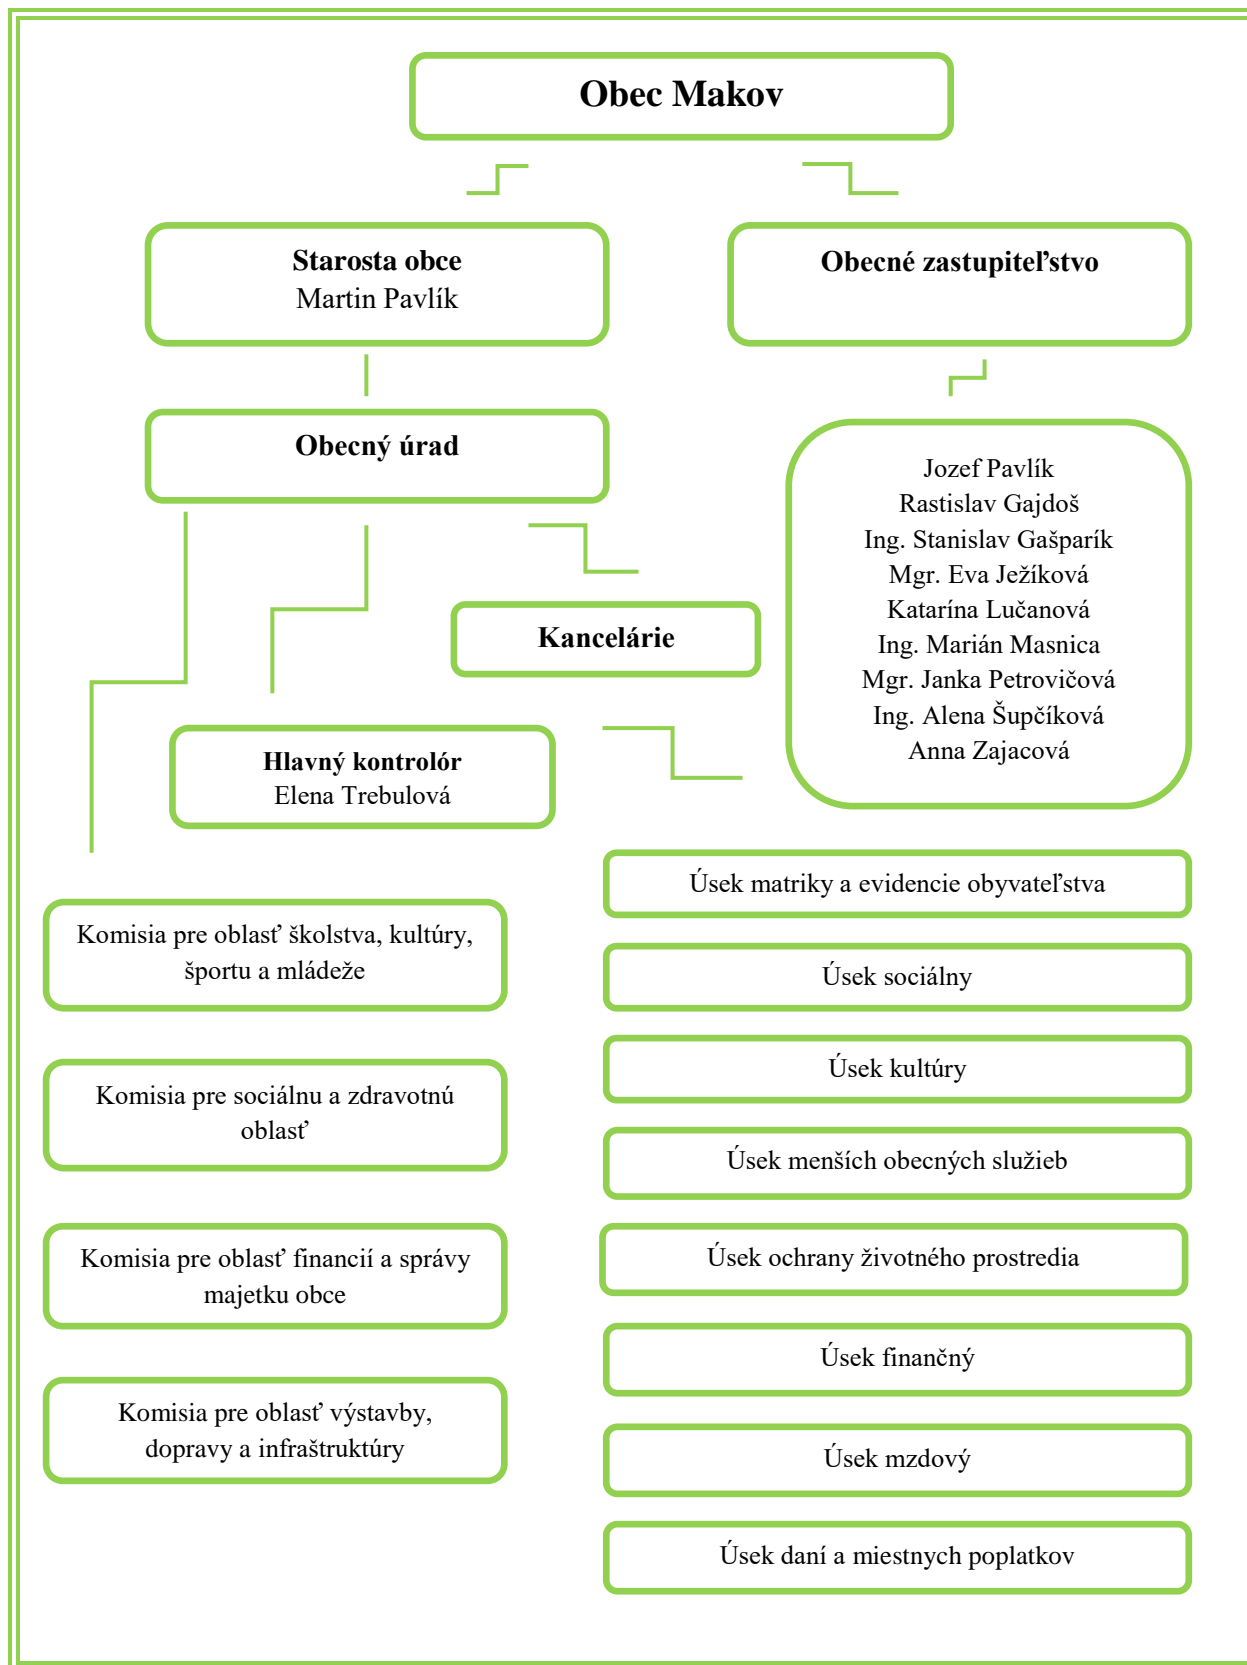 Obec Makov
Starosta obce
Martin Pavlík
Obecné zastupiteľstvo
Obecný úrad
Jozef Pavlík
Rastislav Gajdoš
Ing. Stanislav Gašparík
Mgr. Eva Ježíková
Katarína Lučanová
Ing. Marián Masnica
Mgr. Janka Petrovičová
Ing. Alena Šupčíková
Anna Zajacová
Kancelárie
Hlavný kontrolór
Elena Trebulová
Komisia pre oblasť školstva, kultúry,
športu a mládeže
Komisia pre sociálnu a zdravotnú
oblasť
Komisia pre oblasť financií a správy
majetku obce
Komisia pre oblasť výstavby,
dopravy a infraštruktúry
Úsek matriky a evidencie obyvateľstva
Úsek sociálny
Úsek kultúry
Úsek menších obecných služieb
Úsek ochrany životného prostredia
Úsek finančný
Úsek mzdový
Úsek daní a miestnych poplatkov